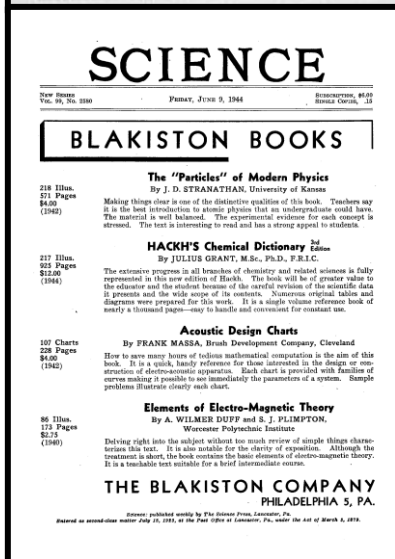 SCIENCE
NEW SERIES
VOL. 99, NO. 2580
FRIDAY, JUNE 9, 1944
SUBSCRIPTION, $6.00
SINGLE COPIES, .15
BLAKISTON BOOKS
The "Particles" of Modern Physics
By J. D. STRANATHAN, University of Kansas
218 Illus.
571 Pages
$4.00
(1942)
Making things clear is one of the distinctive qualities of this book. Teachers say
it is the best introduction to atomic physics that an undergraduate could have.
The material is well balanced. The experimental evidence for each concept is
stressed. The text is interesting to read and has a strong appeal to students.
HACKH'S Chemical Dictionary 3rd Edition
By JULIUS GRANT, M.Sc., Ph.D., F.R.I.C.
217 Illus.
925 Pages
$12.00
(1944)
The extensive progress in all branches of chemistry and related sciences is fully
represented in this new edition of Hackh. The book will be of greater value to
the educator and the student because of the careful revision of the scientific data
it presents and the wide scope of its contents. Numerous original tables and
diagrams were prepared for this work. It is a single volume reference book of
nearly a thousand pages—easy to handle and convenient for constant use.
Acoustic Design Charts
By FRANK MASSA, Brush Development Company, Cleveland
107 Charts
228 Pages
$4.00
(1942)
How to save many hours of tedious mathematical computation is the aim of this
book. It is a quick, handy reference for those interested in the design or con-
struction of electro-acoustic apparatus. Each chart is provided with families of
curves making it possible to see immediately the parameters of a system. Sample
problems illustrate clearly each chart.
Elements of Electro-Magnetic Theory
By A. WILMER DUFF and S. J. PLIMPTON,
Worcester Polytechnic Institute
86 Illus.
173 Pages
$2.75
(1940)
Delving right into the subject without too much review of simple things charac-
terizes this text. It is also notable for the clarity of exposition. Although the
treatment is short, the book contains the basic elements of electro-magnetic theory.
It is a teachable text suitable for a brief intermediate course.
THE BLAKISTON COMPANY
PHILADELPHIA 5, PA.
Science: published weekly by The Science Press, Lancaster, Pa.
Entered as second-class matter July 18, 1923, at the Post Office at Lancaster, Pa., under the Act of March 3, 1879.